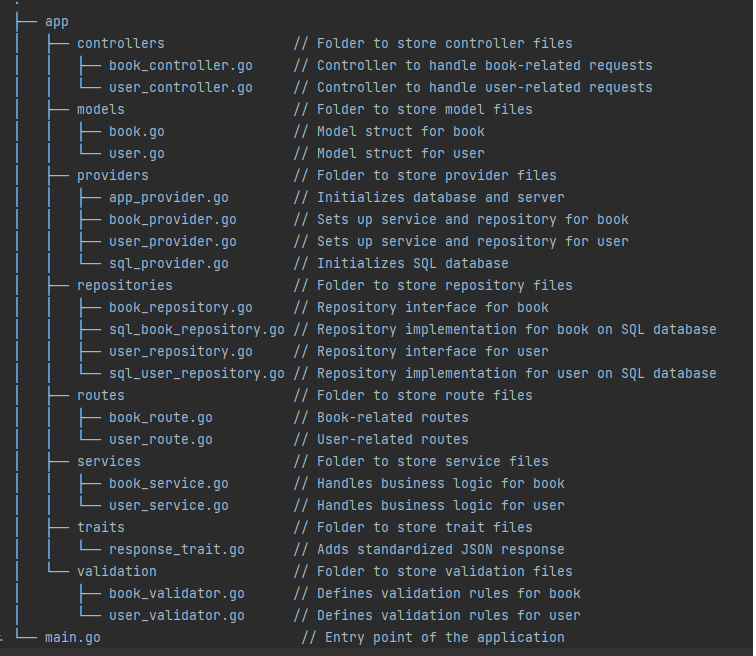 .
├── app
│   ├── controllers                // Folder to store controller files
│   │   ├── book_controller.go     // Controller to handle book-related requests
│   │   └── user_controller.go     // Controller to handle user-related requests
│   ├── models                     // Folder to store model files
│   │   ├── book.go                // Model struct for book
│   │   └── user.go                // Model struct for user
│   ├── providers                  // Folder to store provider files
│   │   ├── app_provider.go        // Initializes database and server
│   │   ├── book_provider.go       // Sets up service and repository for book
│   │   ├── user_provider.go       // Sets up service and repository for user
│   │   └── sql_provider.go        // Initializes SQL database
│   ├── repositories               // Folder to store repository files
│   │   ├── book_repository.go     // Repository interface for book
│   │   ├── sql_book_repository.go // Repository implementation for book on SQL database
│   │   ├── user_repository.go     // Repository interface for user
│   │   └── sql_user_repository.go // Repository implementation for user on SQL database
│   ├── routes                     // Folder to store route files
│   │   ├── book_route.go          // Book-related routes
│   │   └── user_route.go          // User-related routes
│   ├── services                   // Folder to store service files
│   │   ├── book_service.go        // Handles business logic for book
│   │   └── user_service.go        // Handles business logic for user
│   ├── traits                     // Folder to store trait files
│   │   └── response_trait.go      // Adds standardized JSON response
│   └── validation                 // Folder to store validation files
│       ├── book_validator.go      // Defines validation rules for book
│       └── user_validator.go      // Defines validation rules for user
└── main.go                         // Entry point of the application